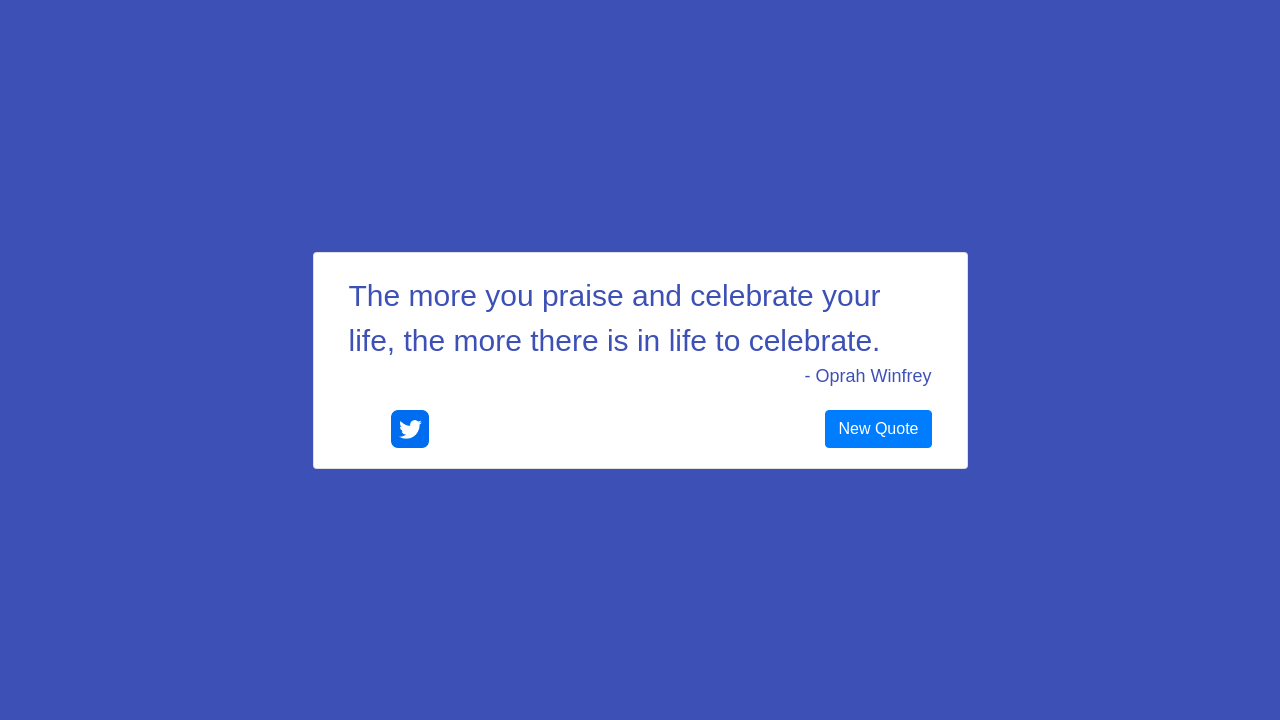 The more you praise and celebrate your
life, the more there is in life to celebrate.
- Oprah Winfrey
New Quote